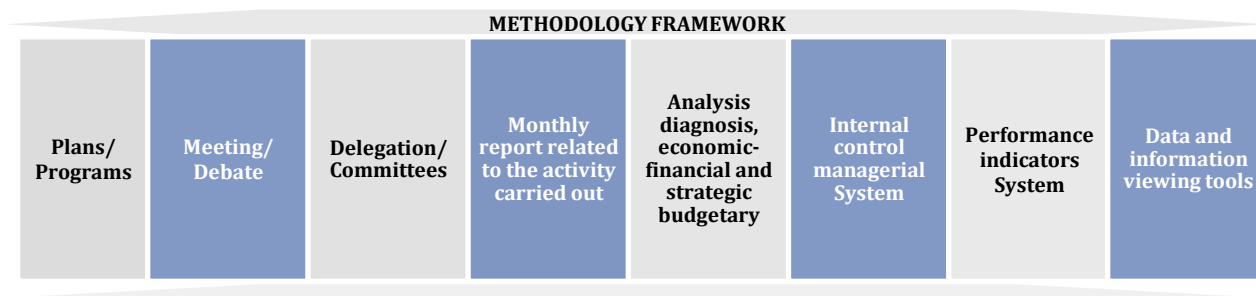 METHODOLOGY FRAMEWORK
Plans/
Programs
Meeting/
Debate
Delegation/
Committees
Monthly
report related
to the activity
carried out
Analysis
diagnosis,
economic-
financial and
strategic
budgetary
Internal
control
managerial
System
Performance
indicators
System
Data and
information
viewing tools